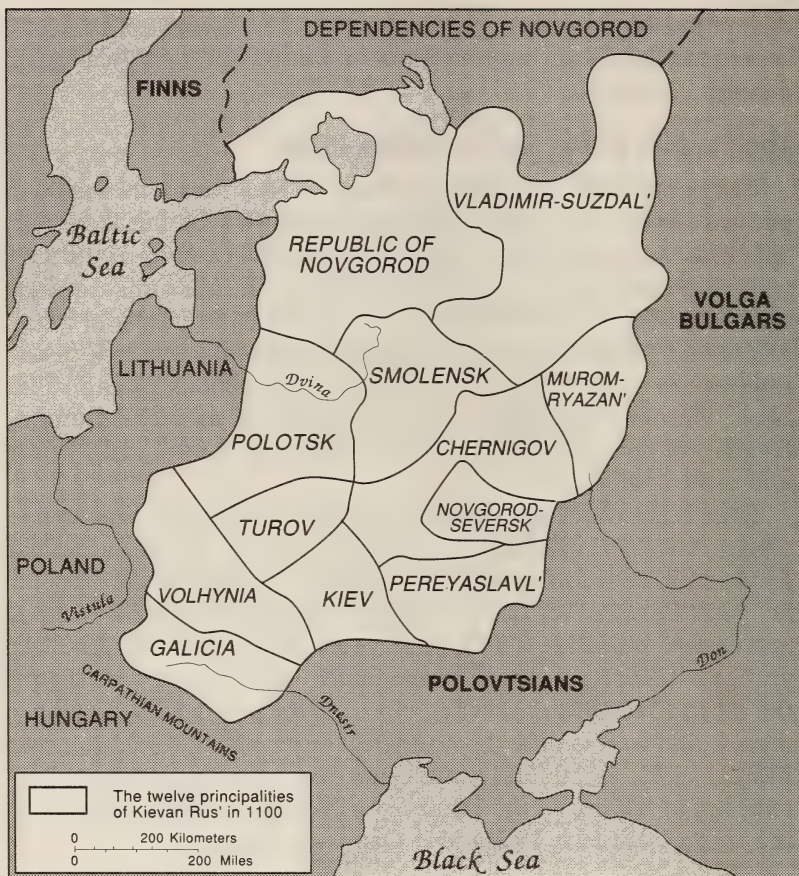 DEPENDENCIES OF NOVGOROD
FINNS
VLADIMIR-SUZDAL'
Baltic
Sea
REPUBLIC OF
NOVGOROD
VOLGA
BULGARS
LITHUANIA
Dvina
SMOLENSK
MUROM-
RYAZAN'
POLOTSK
CHERNIGOV
NOVGOROD-
SEVERSK
TUROV
POLAND
Vistula
VOLHYNIA
KIEV
PEREYASLAVL'
GALICIA
Don
POLOVTSIANS
CARPATHIAN MOUNTAINS
HUNGARY
Dnestr
The twelve principalities
of Kievan Rus' in 1100
0 200 Kilometers
0 200 Miles
Black Sea